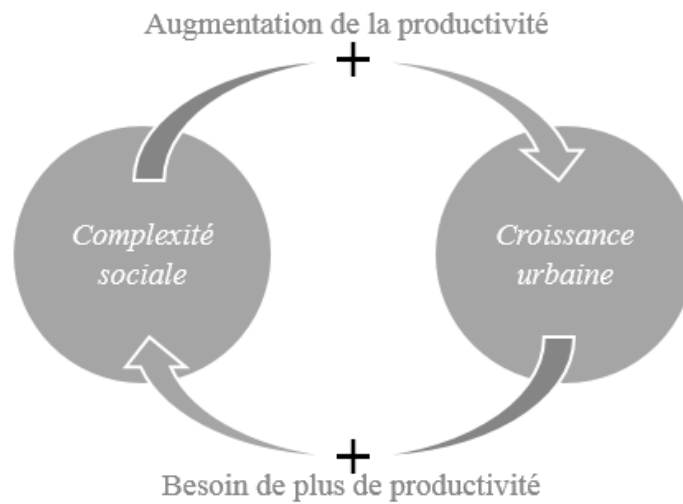 Augmentation de la productivité
+
Complexité
sociale
Croissance
urbaine
+
Besoin de plus de productivité